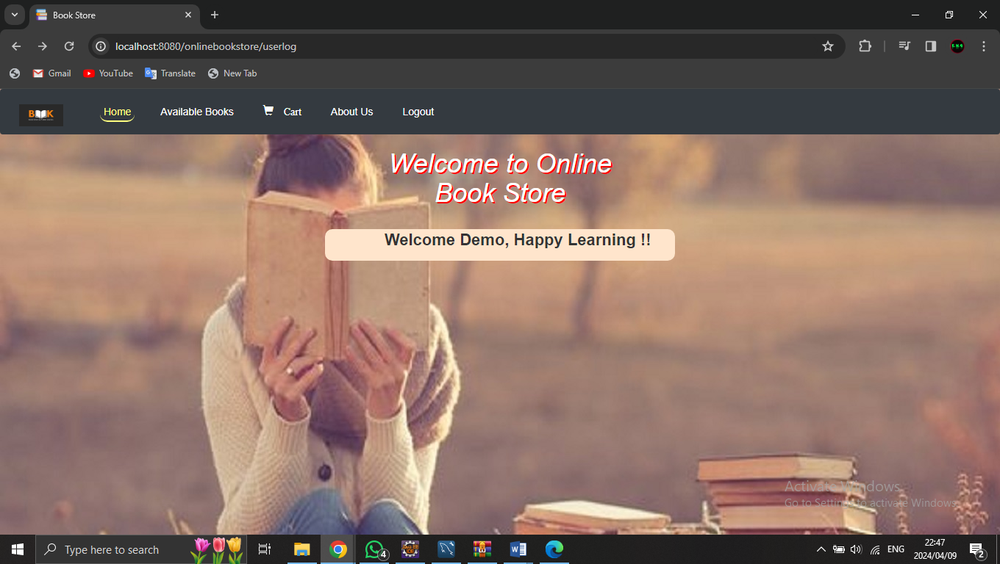 Book Store
localhost:8080/onlinebookstore/userlog
Gmail
YouTube
Translate
New Tab
BOOK
Home
Available Books
Cart
About Us
Logout
Welcome to Online
Book Store
Welcome Demo, Happy Learning !!
Activate Windows
Go to Settings to activate Windows.
Type here to search
4
ENG
22:47
2024/04/09
2